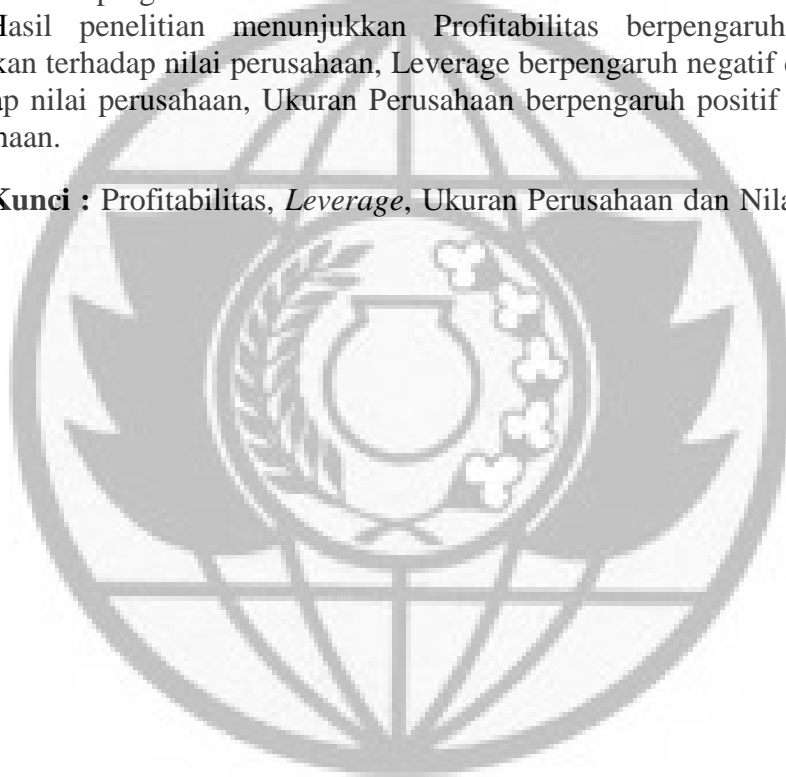 Hasil penelitian menunjukkan Profitabilitas berpengaruh
kan terhadap nilai perusahaan, Leverage berpengaruh negatif
ap nilai perusahaan, Ukuran Perusahaan berpengaruh positif
haan.
Kunci : Profitabilitas, Leverage, Ukuran Perusahaan dan Nila